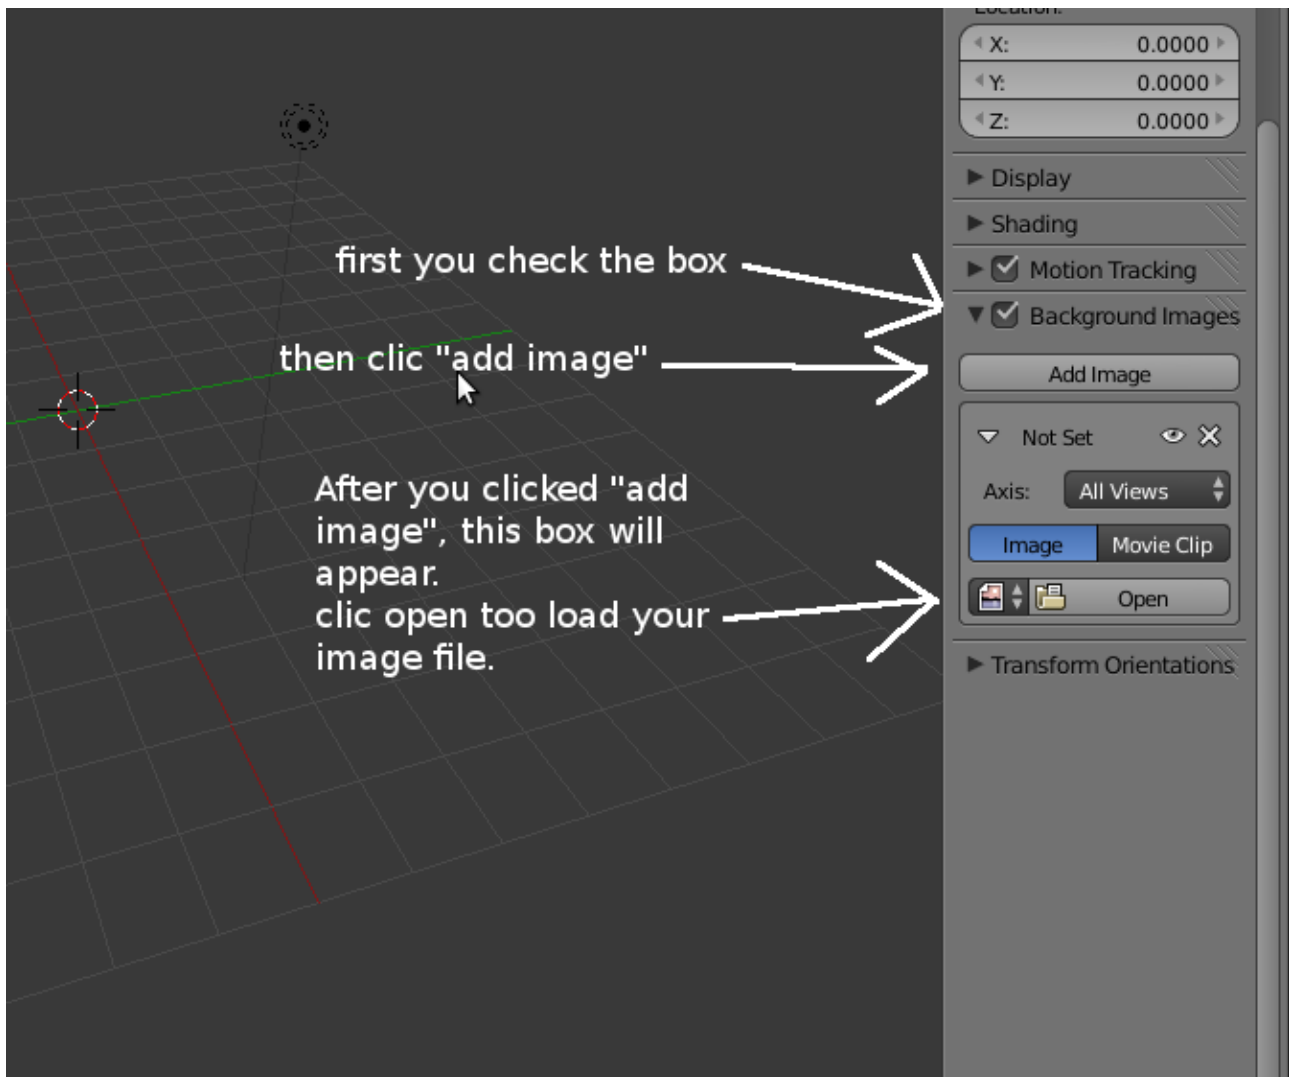 Location:
X: 0.0000
Y: 0.0000
Z: 0.0000
Display
Shading
first you check the box
Motion Tracking
Background Images
then clic "add image"
Add Image
Not Set
After you clicked "add
image", this box will
appear.
clic open too load your
image file.
Axis: All Views
Image Movie Clip
Open
Transform Orientations